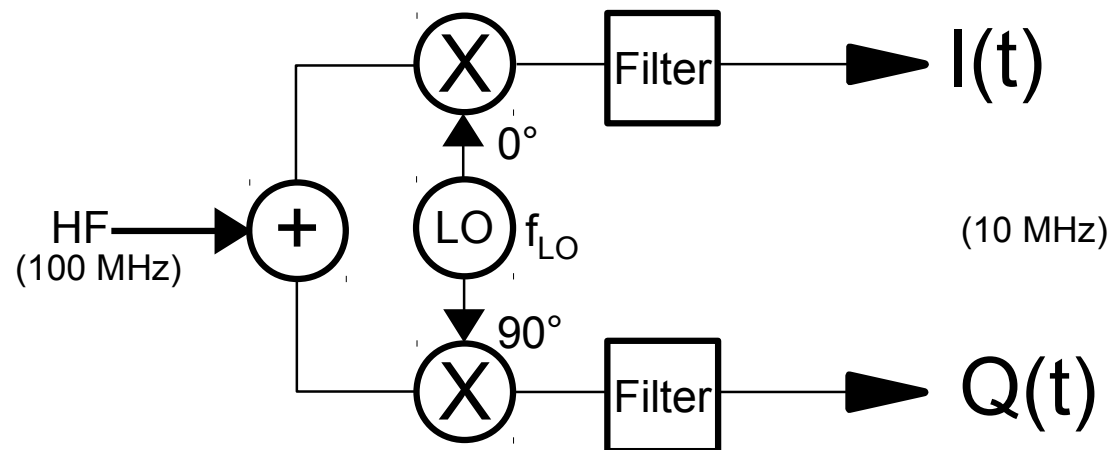 X
Filter
I(t)
0°
HF
(100 MHz)
+
LO
f_LO
(10 MHz)
90°
X
Filter
Q(t)